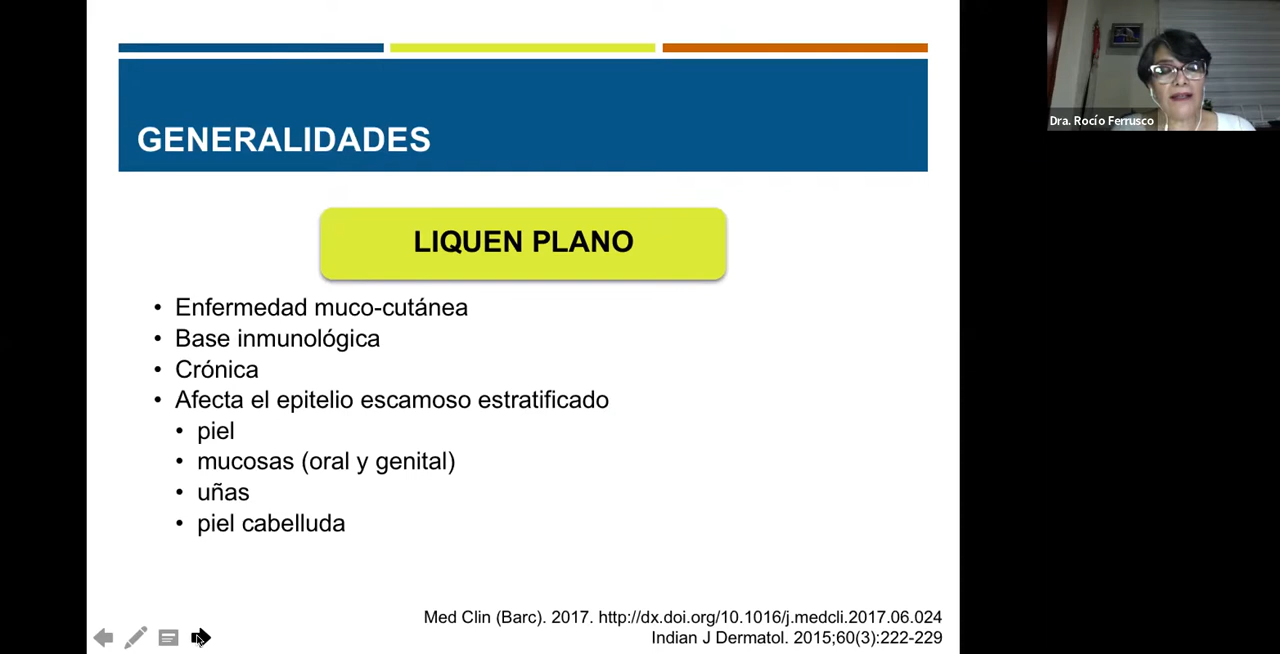 Dra. Rocío Ferrusco
GENERALIDADES
LIQUEN PLANO
• Enfermedad muco-cutánea
• Base inmunológica
• Crónica
• Afecta el epitelio escamoso estratificado
• piel
• mucosas (oral y genital)
• uñas
• piel cabelluda
Med Clin (Barc). 2017. http://dx.doi.org/10.1016/j.medcli.2017.06.024
Indian J Dermatol. 2015;60(3):222-229